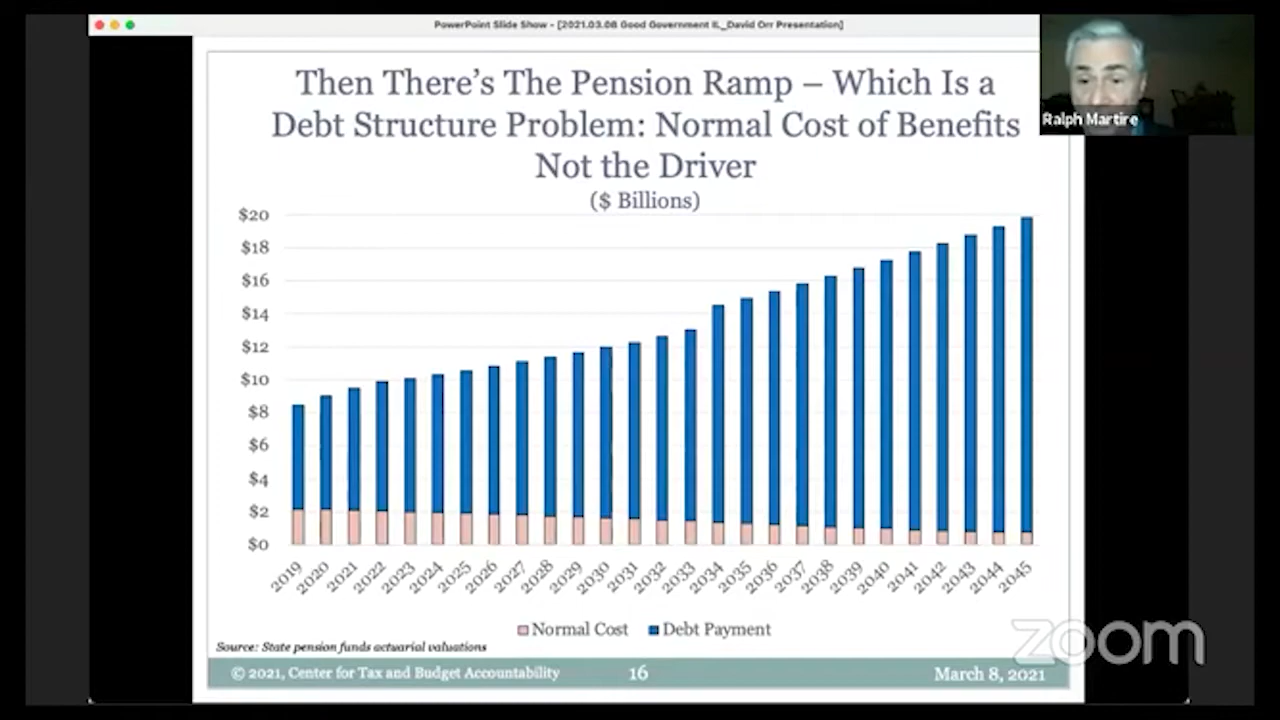 PowerPoint Slide Show - [2021.03.08 Good Government IL_David Orr Presentation]
Ralph Martire
Then There's The Pension Ramp – Which Is a
Debt Structure Problem: Normal Cost of Benefits
Not the Driver
($ Billions)
$20
$18
$16
$14
$12
$10
$8
$6
$4
$2
$0
2019 2020 2021 2022 2023 2024 2025 2026 2027 2028 2029 2030 2031 2032 2033 2034 2035 2036 2037 2038 2039 2040 2041 2042 2043 2044 2045
Normal Cost Debt Payment
Source: State pension funds actuarial valuations
© 2021, Center for Tax and Budget Accountability 16 March 8, 2021
zoom